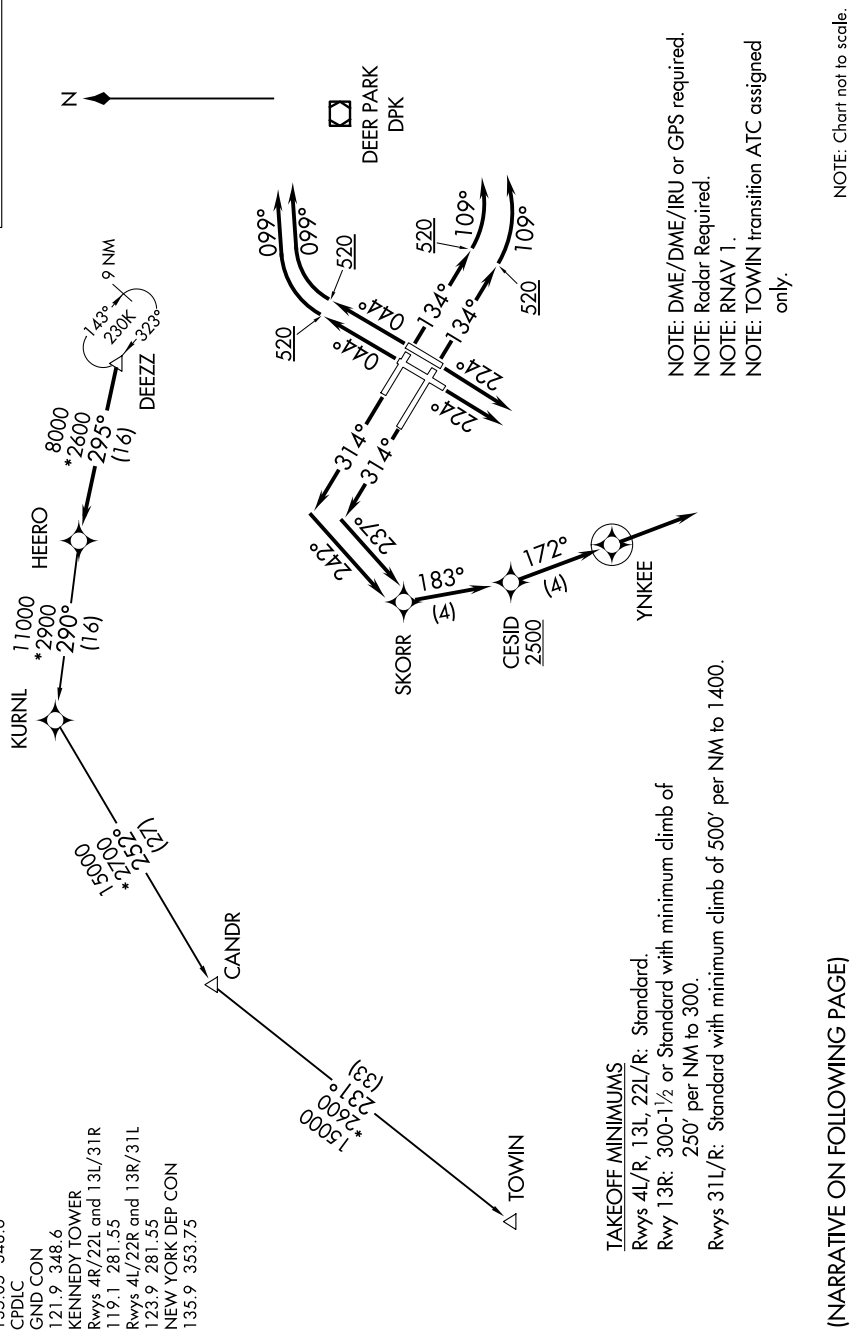 CPDLC
GND CON
121.9 348.6
KENNEDY TOWER
Rwys 4R/22L and 13L/31R
119.1 281.55
Rwys 4L/22R and 13R/31L
123.9 281.55
NEW YORK DEP CON
135.9 353.75
N
DEER PARK
DPK
143°
230K
323°
9 NM
DEEZZ
8000
*2600
295°
(16)
HEERO
11000
*2900
290°
(16)
KURNL
15000
*2700
252°
(27)
CANDR
15000
*2600
231°
(33)
TOWIN
099°
099°
520
520
044°
044°
109°
109°
520
520
134°
134°
224°
224°
314°
314°
242°
237°
SKORR
183°
(4)
CESID
2500
172°
(4)
YNKEE
NOTE: DME/DME/IRU or GPS required.
NOTE: Radar Required.
NOTE: RNAV 1.
NOTE: TOWIN transition ATC assigned
only.
TAKEOFF MINIMUMS
Rwys 4L/R, 13L, 22L/R: Standard.
Rwy 13R: 300-1½ or Standard with minimum climb of
250' per NM to 300.
Rwys 31L/R: Standard with minimum climb of 500' per NM to 1400.
(NARRATIVE ON FOLLOWING PAGE)
NOTE: Chart not to scale.